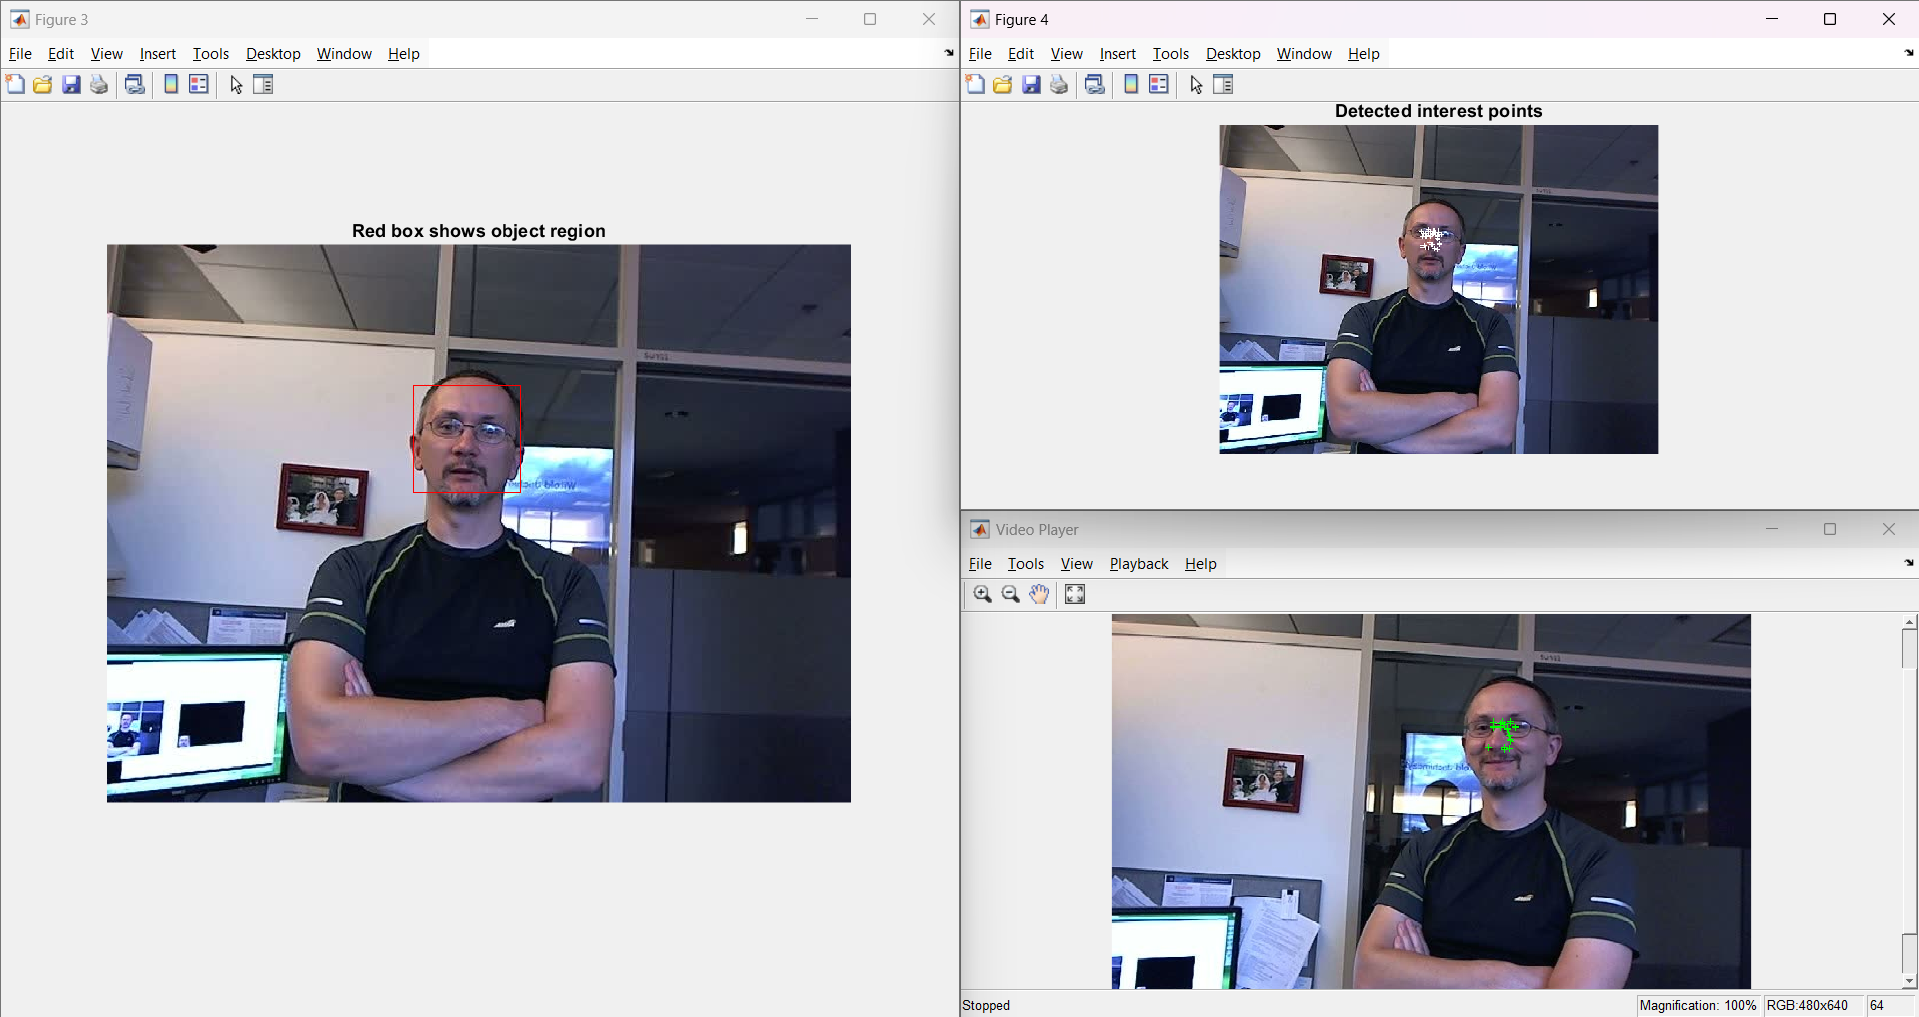 Figure 3
File Edit View Insert Tools Desktop Window Help
Red box shows object region
Figure 4
File Edit View Insert Tools Desktop Window Help
Detected interest points
Video Player
File Tools View Playback Help
Stopped
Magnification: 100%
RGB:480x640
64